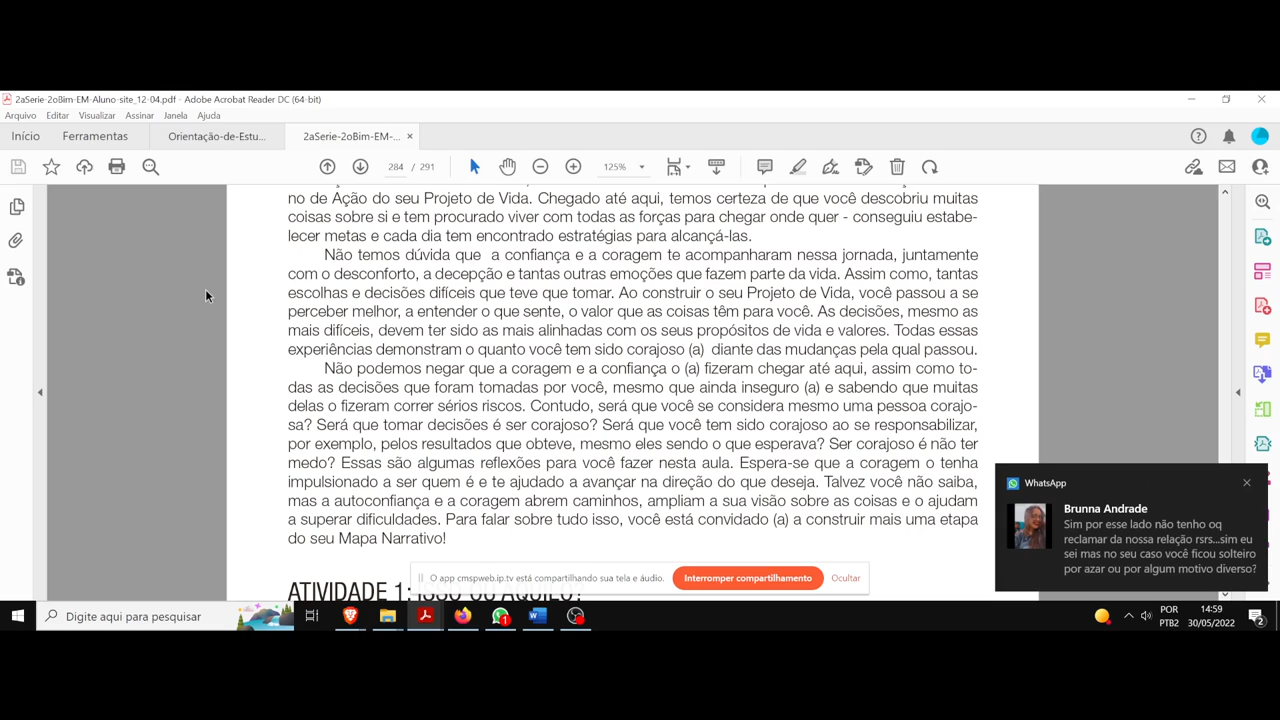 2aSerie-2oBim-EM-Aluno-site_12-04.pdf - Adobe Acrobat Reader DC (64-bit)
Arquivo Editar Visualizar Assinar Janela Ajuda
Início Ferramentas Orientação-de-Estu... 2aSerie-2oBim-EM-... ×
284 / 291 125%
no de Ação do seu Projeto de Vida. Chegado até aqui, temos certeza de que você descobriu muitas
coisas sobre si e tem procurado viver com todas as forças para chegar onde quer - conseguiu estabe-
lecer metas e cada dia tem encontrado estratégias para alcançá-las.
Não temos dúvida que a confiança e a coragem te acompanharam nessa jornada, juntamente
com o desconforto, a decepção e tantas outras emoções que fazem parte da vida. Assim como, tantas
escolhas e decisões difíceis que teve que tomar. Ao construir o seu Projeto de Vida, você passou a se
perceber melhor, a entender o que sente, o valor que as coisas têm para você. As decisões, mesmo as
mais difíceis, devem ter sido as mais alinhadas com os seus propósitos de vida e valores. Todas essas
experiências demonstram o quanto você tem sido corajoso (a) diante das mudanças pela qual passou.
Não podemos negar que a coragem e a confiança o (a) fizeram chegar até aqui, assim como to-
das as decisões que foram tomadas por você, mesmo que ainda inseguro (a) e sabendo que muitas
delas o fizeram correr sérios riscos. Contudo, será que você se considera mesmo uma pessoa corajo-
sa? Será que tomar decisões é ser corajoso? Será que você tem sido corajoso ao se responsabilizar,
por exemplo, pelos resultados que obteve, mesmo eles sendo o que esperava? Ser corajoso é não ter
medo? Essas são algumas reflexões para você fazer nesta aula. Espera-se que a coragem o tenha
impulsionado a ser quem é e te ajudado a avançar na direção do que deseja. Talvez você não saiba,
mas a autoconfiança e a coragem abrem caminhos, ampliam a sua visão sobre as coisas e o ajudam
a superar dificuldades. Para falar sobre tudo isso, você está convidado (a) a construir mais uma etapa
do seu Mapa Narrativo!
ATIVIDADE 1: ISSO OU AQUILO?
O app cmspweb.ip.tv está compartilhando sua tela e áudio. Interromper compartilhamento Ocultar
WhatsApp
Brunna Andrade
Sim por esse lado não tenho oq
reclamar da nossa relação rsrs...sim eu
sei mas no seu caso você ficou solteiro
por azar ou por algum motivo diverso?
Digite aqui para pesquisar
1
POR
PTB2
14:59
30/05/2022
2